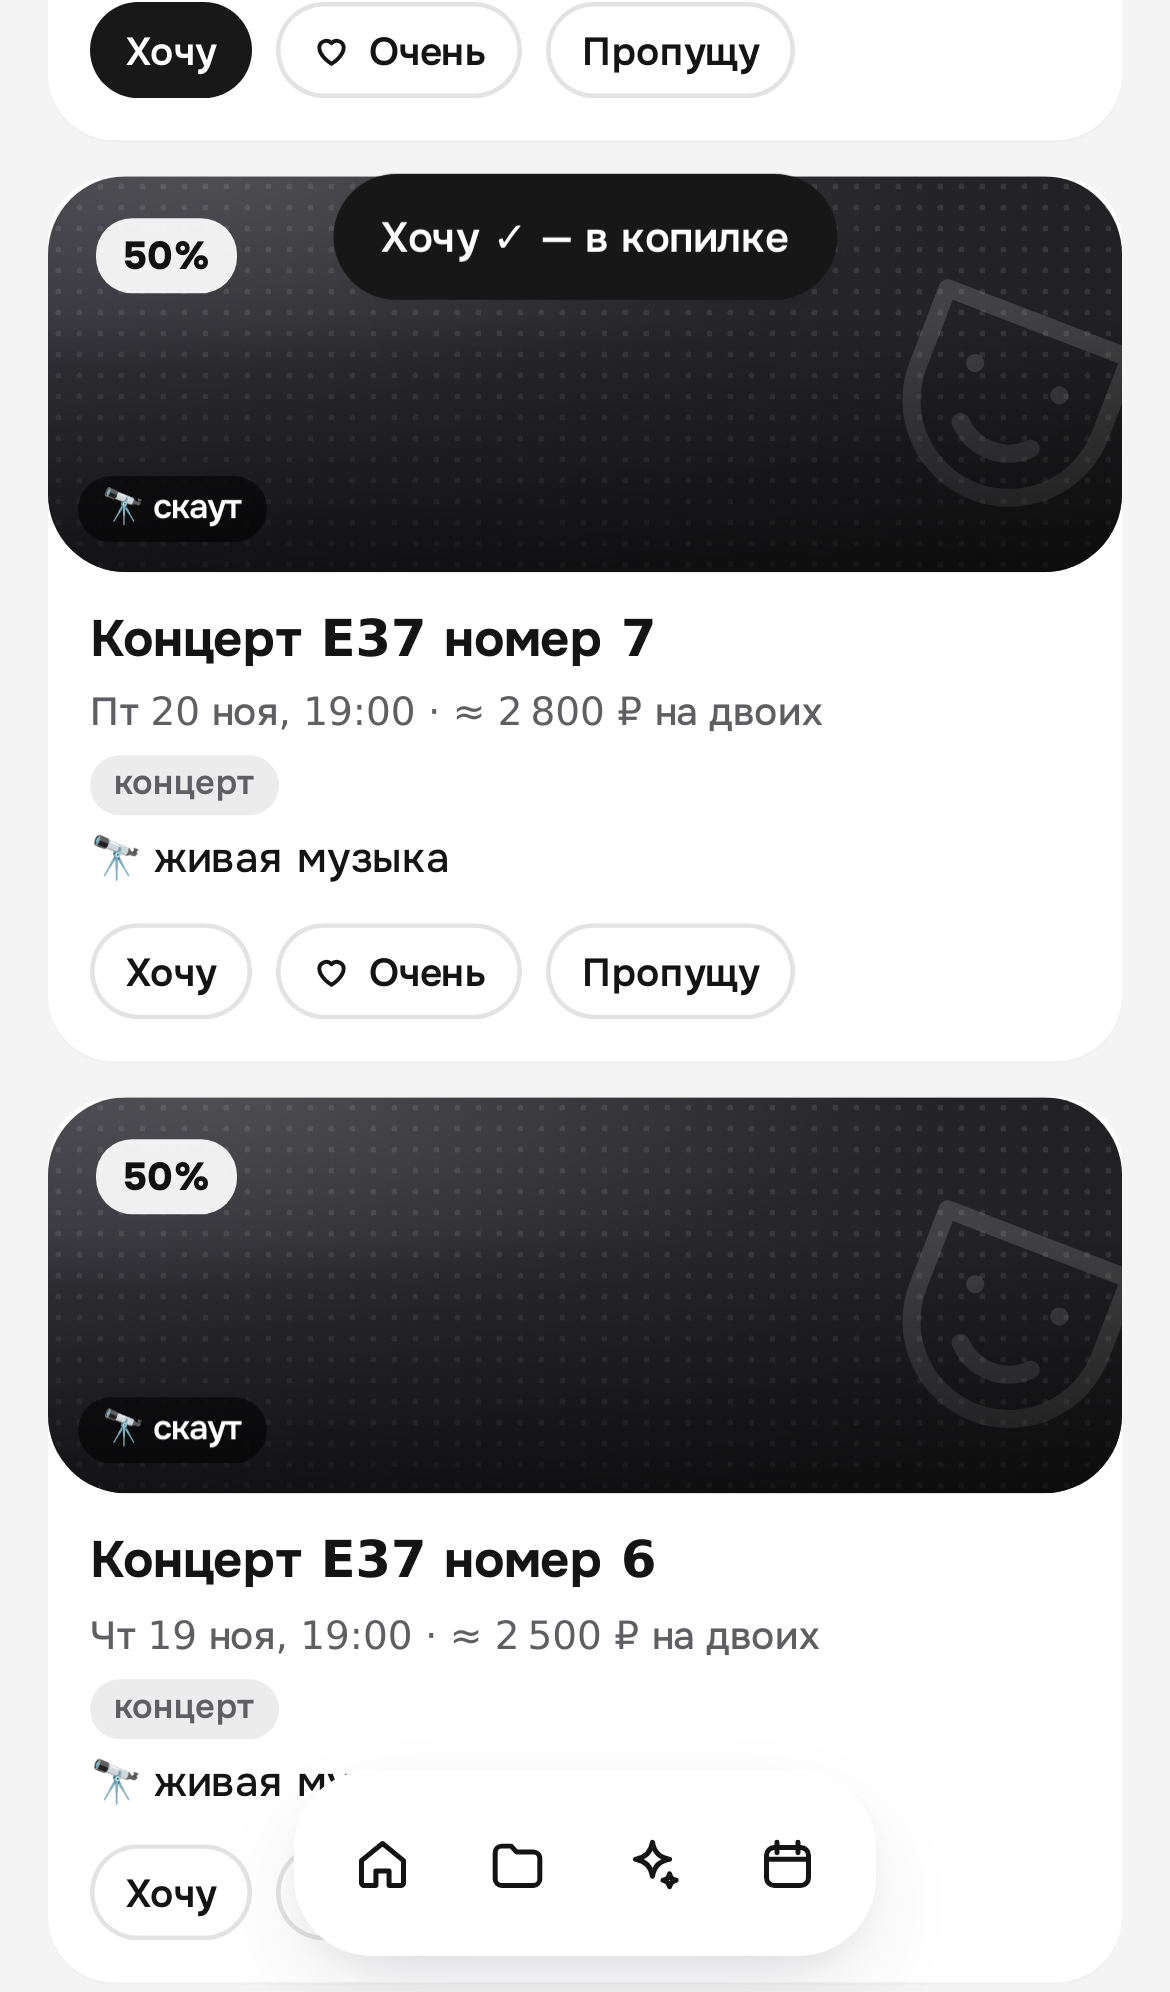 Хочу Очень Пропущу
Хочу ✓ — в копилке
50%
скаут
Концерт E37 номер 7
Пт 20 ноя, 19:00 · ≈ 2 800 ₽ на двоих
концерт
живая музыка
Хочу Очень Пропущу
50%
скаут
Концерт E37 номер 6
Чт 19 ноя, 19:00 · ≈ 2 500 ₽ на двоих
концерт
живая
Хочу